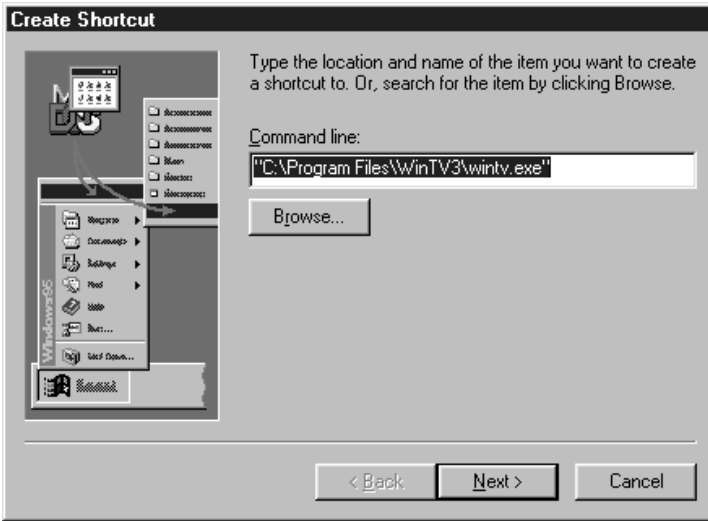 Create Shortcut
Type the location and name of the item you want to create
a shortcut to. Or, search for the item by clicking Browse.
Command line:
"C:\Program Files\WinTV3\wintv.exe"
Browse...
Windows95
< Back
Next >
Cancel